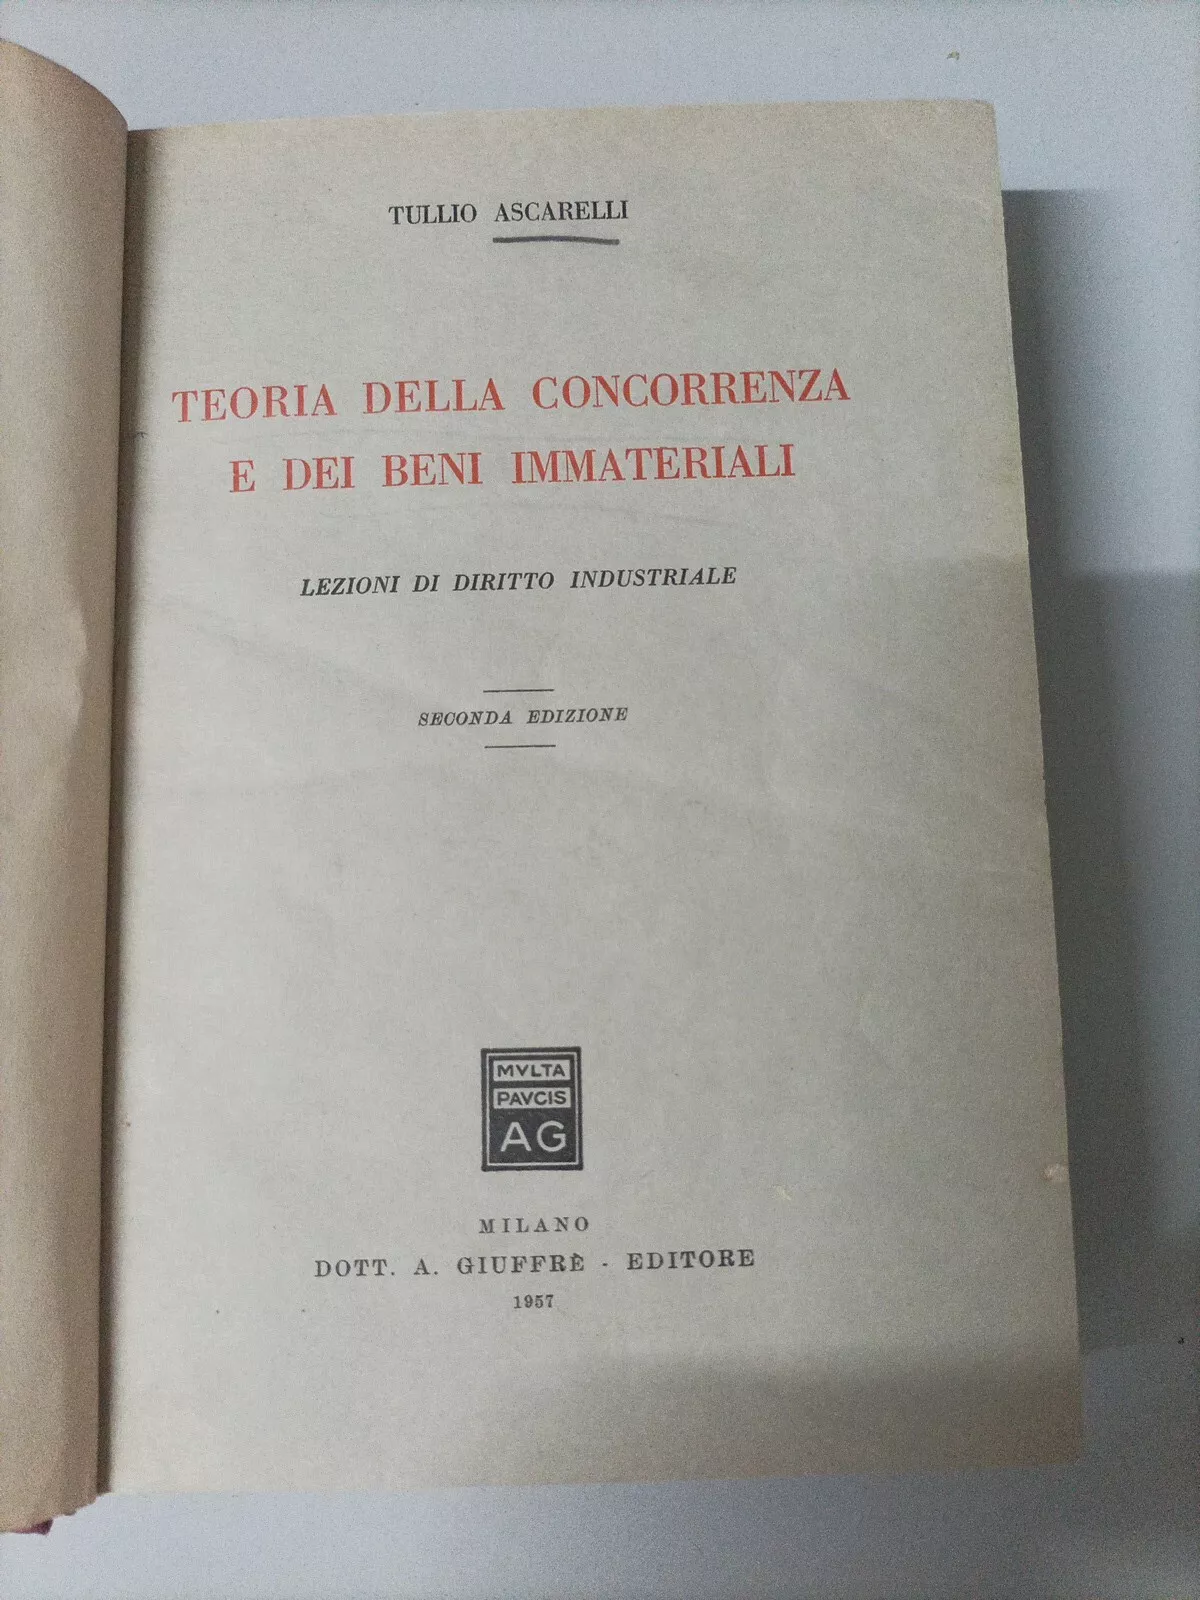 TULLIO ASCARELLI
TEORIA DELLA CONCORRENZA
E DEI BENI IMMATERIALI
LEZIONI DI DIRITTO INDUSTRIALE
SECONDA EDIZIONE
MVLTA
PAVCIS
AG
MILANO
DOTT. A. GIUFFRÈ - EDITORE
1957